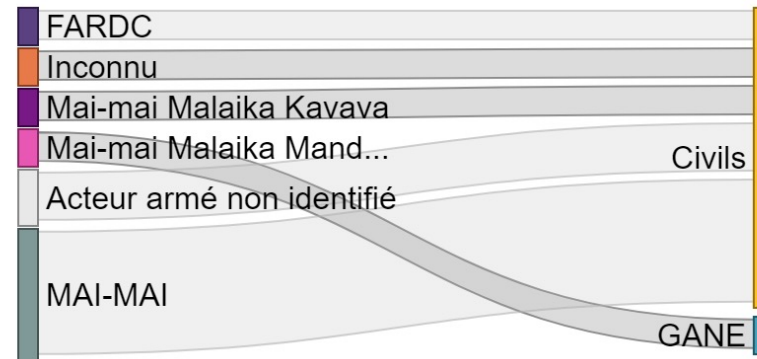 FARDC
Inconnu
Mai-mai Malaika Kavava
Mai-mai Malaika Mand...
Acteur armé non identifié
MAI-MAI
Civils
GANE